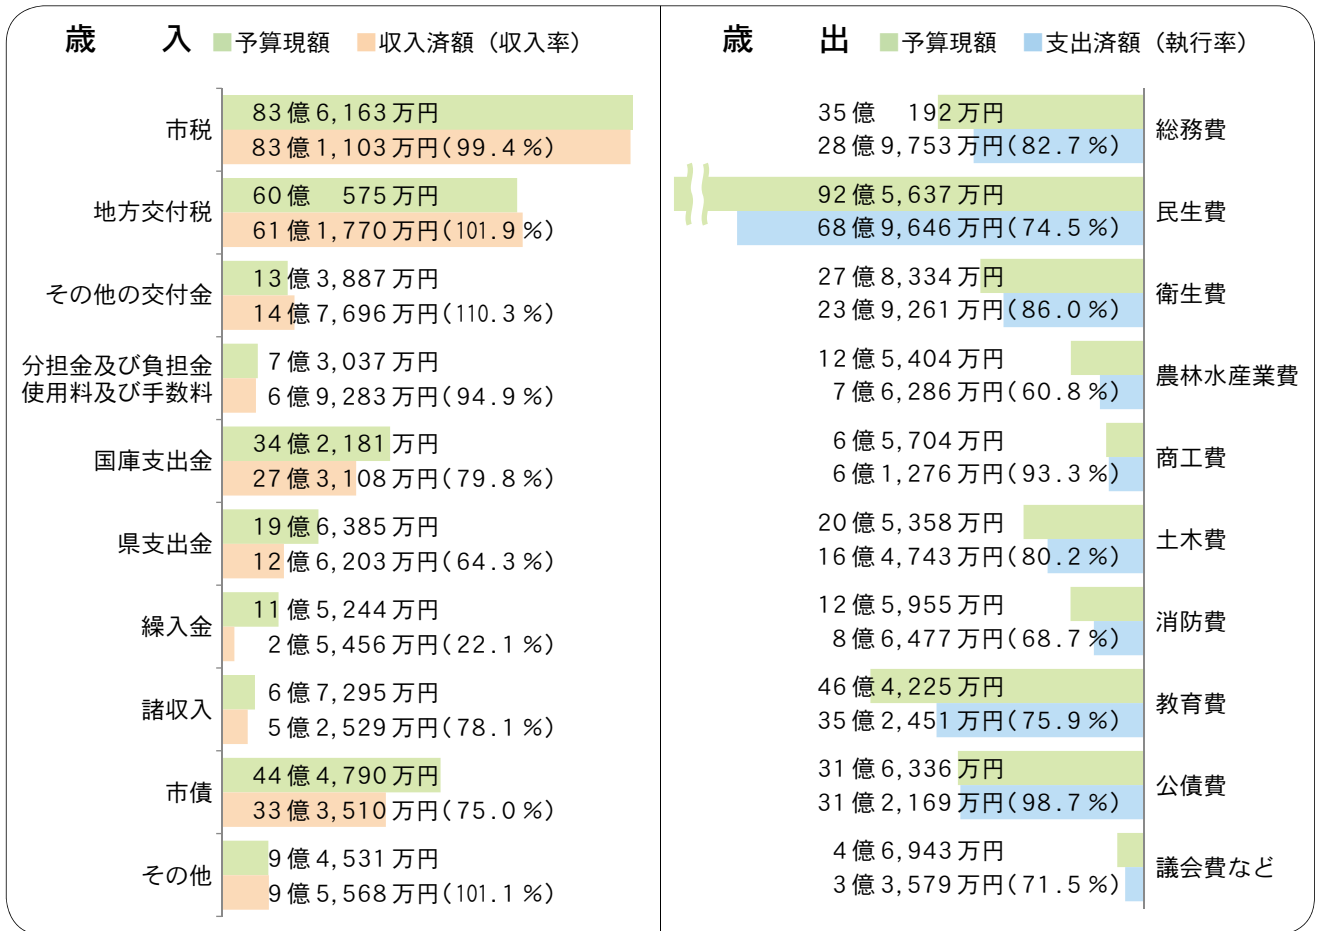 歳　入 ■予算現額 ■収入済額（収入率）
市税
83億6,163万円
83億1,103万円(99.4%)
地方交付税
60億　575万円
61億1,770万円(101.9%)
その他の交付金
13億3,887万円
14億7,696万円(110.3%)
分担金及び負担金
使用料及び手数料
7億3,037万円
6億9,283万円(94.9%)
国庫支出金
34億2,181万円
27億3,108万円(79.8%)
県支出金
19億6,385万円
12億6,203万円(64.3%)
繰入金
11億5,244万円
2億5,456万円(22.1%)
諸収入
6億7,295万円
5億2,529万円(78.1%)
市債
44億4,790万円
33億3,510万円(75.0%)
その他
9億4,531万円
9億5,568万円(101.1%)
歳　出 ■予算現額 ■支出済額（執行率）
35億　192万円
28億9,753万円(82.7%)
総務費
92億5,637万円
68億9,646万円(74.5%)
民生費
27億8,334万円
23億9,261万円(86.0%)
衛生費
12億5,404万円
7億6,286万円(60.8%)
農林水産業費
6億5,704万円
6億1,276万円(93.3%)
商工費
20億5,358万円
16億4,743万円(80.2%)
土木費
12億5,955万円
8億6,477万円(68.7%)
消防費
46億4,225万円
35億2,451万円(75.9%)
教育費
31億6,336万円
31億2,169万円(98.7%)
公債費
4億6,943万円
3億3,579万円(71.5%)
議会費など